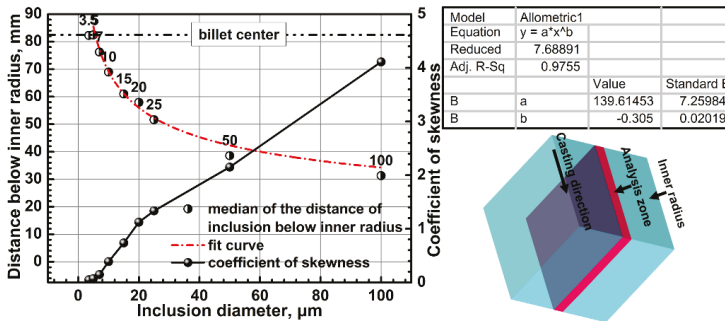 Distance below inner radius, mm
90
80
70
60
50
40
30
20
10
0
3.5
5
7
10
15
20
25
50
100
billet center
median of the distance of
inclusion below inner radius
fit curve
coefficient of skewness
0
20
40
60
80
100
Inclusion diameter, µm
5
4
3
2
1
0
Coefficient of skewness
Model Allometric1
Equation y = a*x^b
Reduced 7.68891
Adj. R-Sq 0.9755
Value Standard E
B a 139.61453 7.25984
B b -0.305 0.02019
Casting direction
Analysis zone
Inner radius